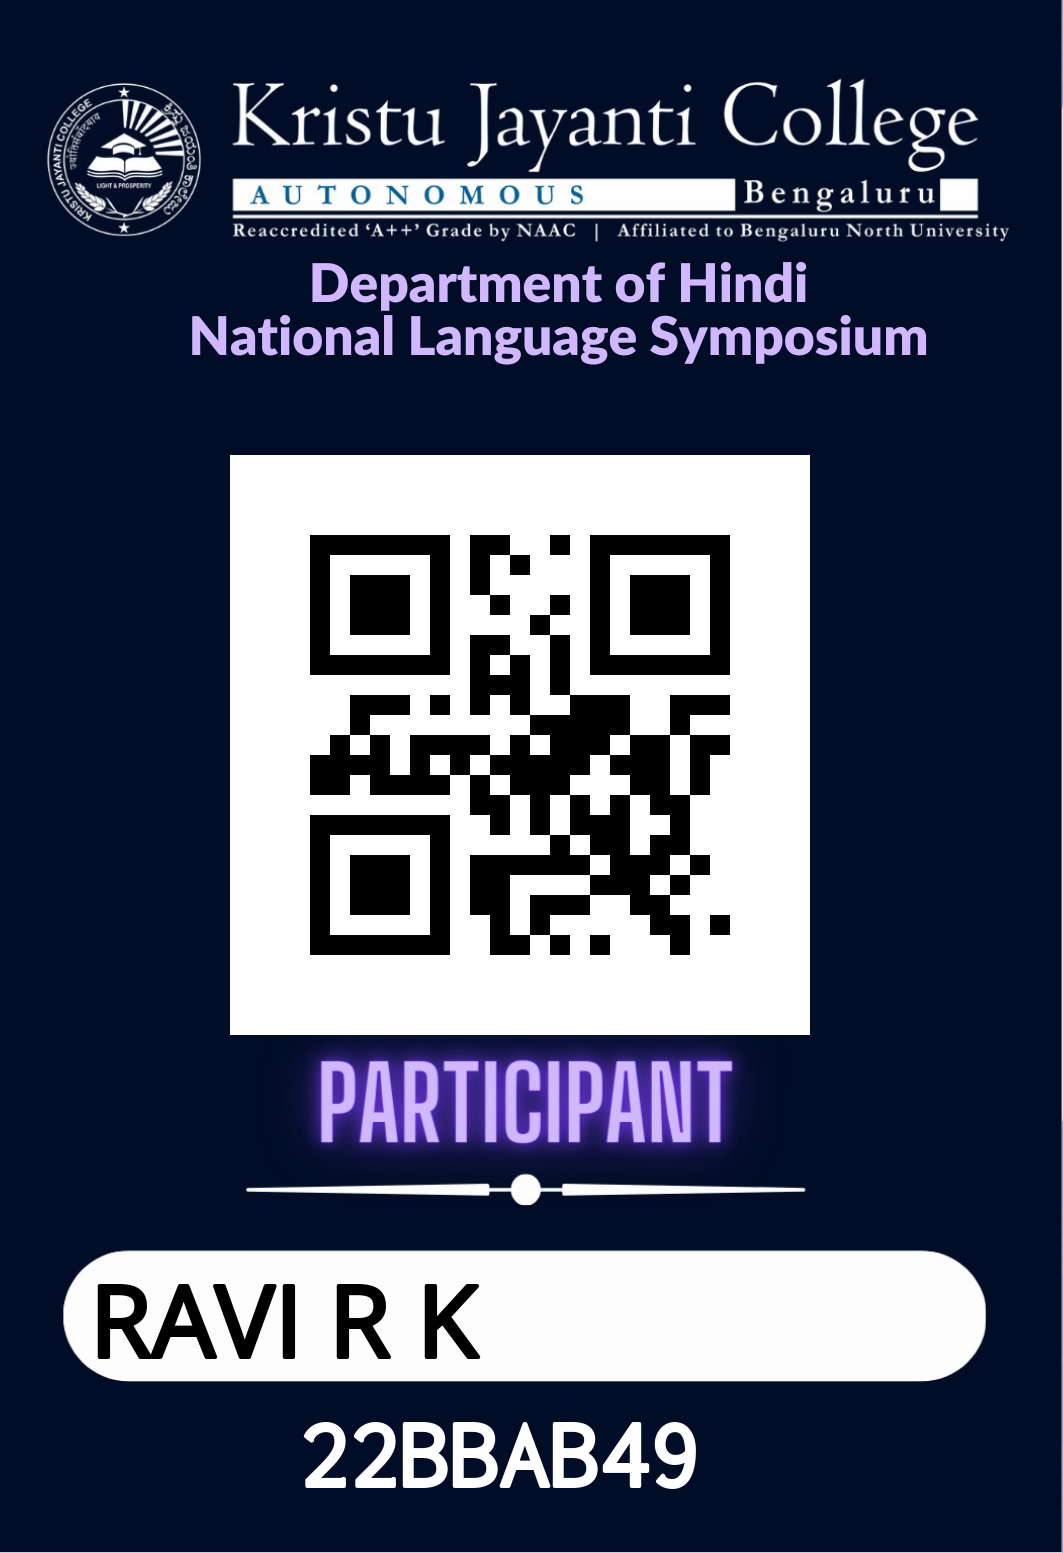 KRISTU JAYANTI COLLEGE
LIGHT & PROSPERITY
Kristu Jayanti College
AUTONOMOUS Bengaluru
Reaccredited ‘A++’ Grade by NAAC | Affiliated to Bengaluru North University
Department of Hindi
National Language Symposium
PARTICIPANT
RAVI R K
22BBAB49